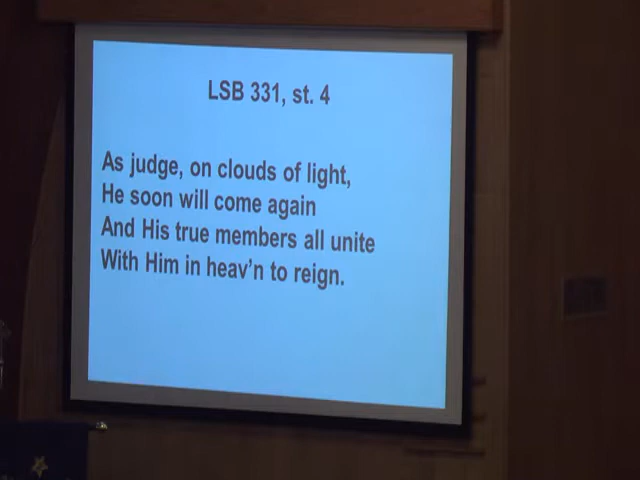 LSB 331, st. 4
As judge, on clouds of light,
He soon will come again
And His true members all unite
With Him in heav'n to reign.